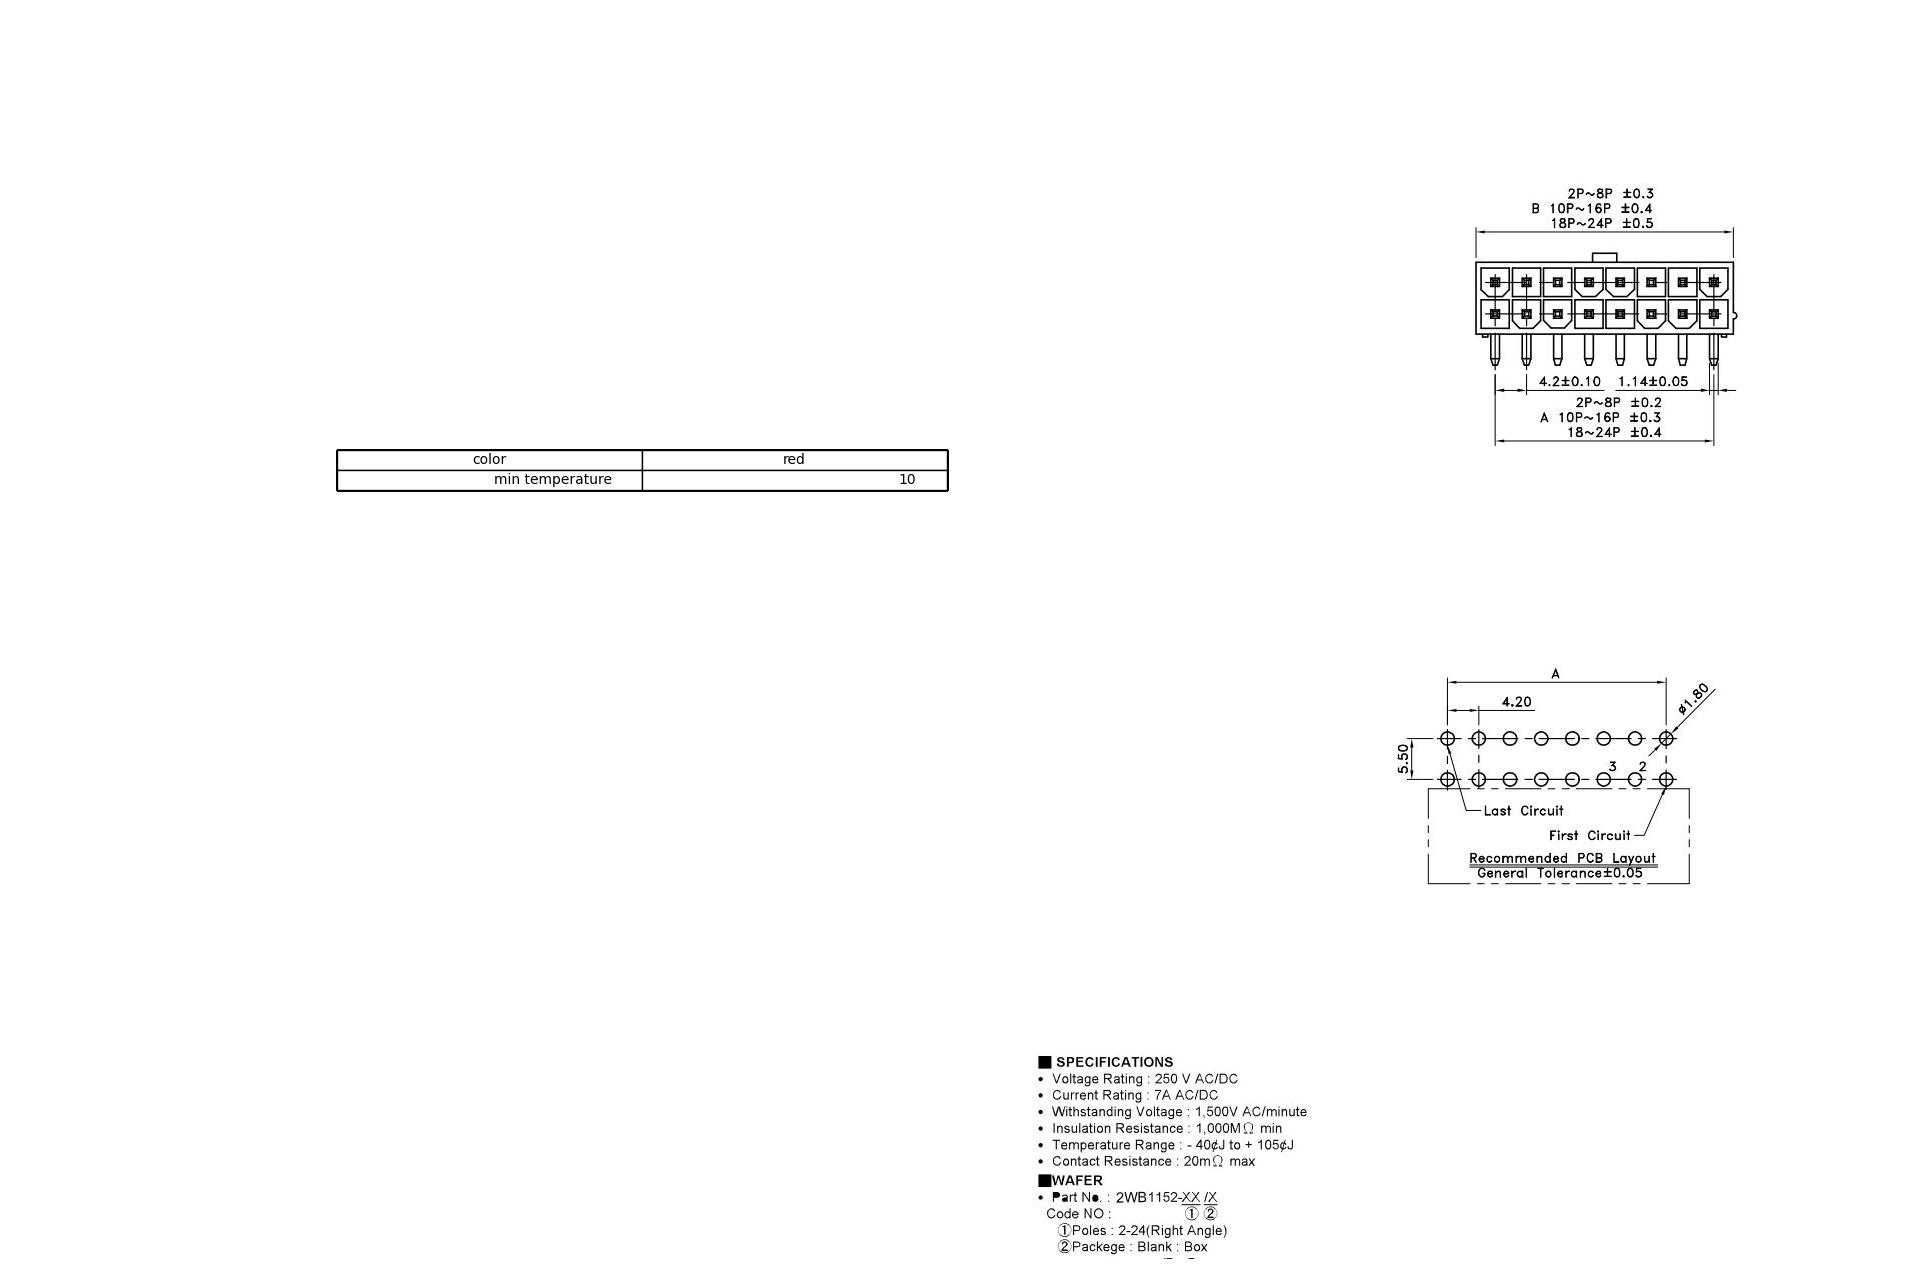 2P~8P ±0.3
B 10P~16P ±0.4
18P~24P ±0.5
4.2±0.10 1.14±0.05
2P~8P ±0.2
A 10P~16P ±0.3
18~24P ±0.4
color red
min temperature 10
A
4.20
ø1.80
5.50
3 2
Last Circuit
First Circuit
Recommended PCB Layout
General Tolerance±0.05
■ SPECIFICATIONS
• Voltage Rating : 250 V AC/DC
• Current Rating : 7A AC/DC
• Withstanding Voltage : 1,500V AC/minute
• Insulation Resistance : 1,000MΩ min
• Temperature Range : - 40¢J to + 105¢J
• Contact Resistance : 20mΩ max
■WAFER
• Part No. : 2WB1152-XX /X
Code NO : ① ②
①Poles : 2-24(Right Angle)
②Packege : Blank : Box